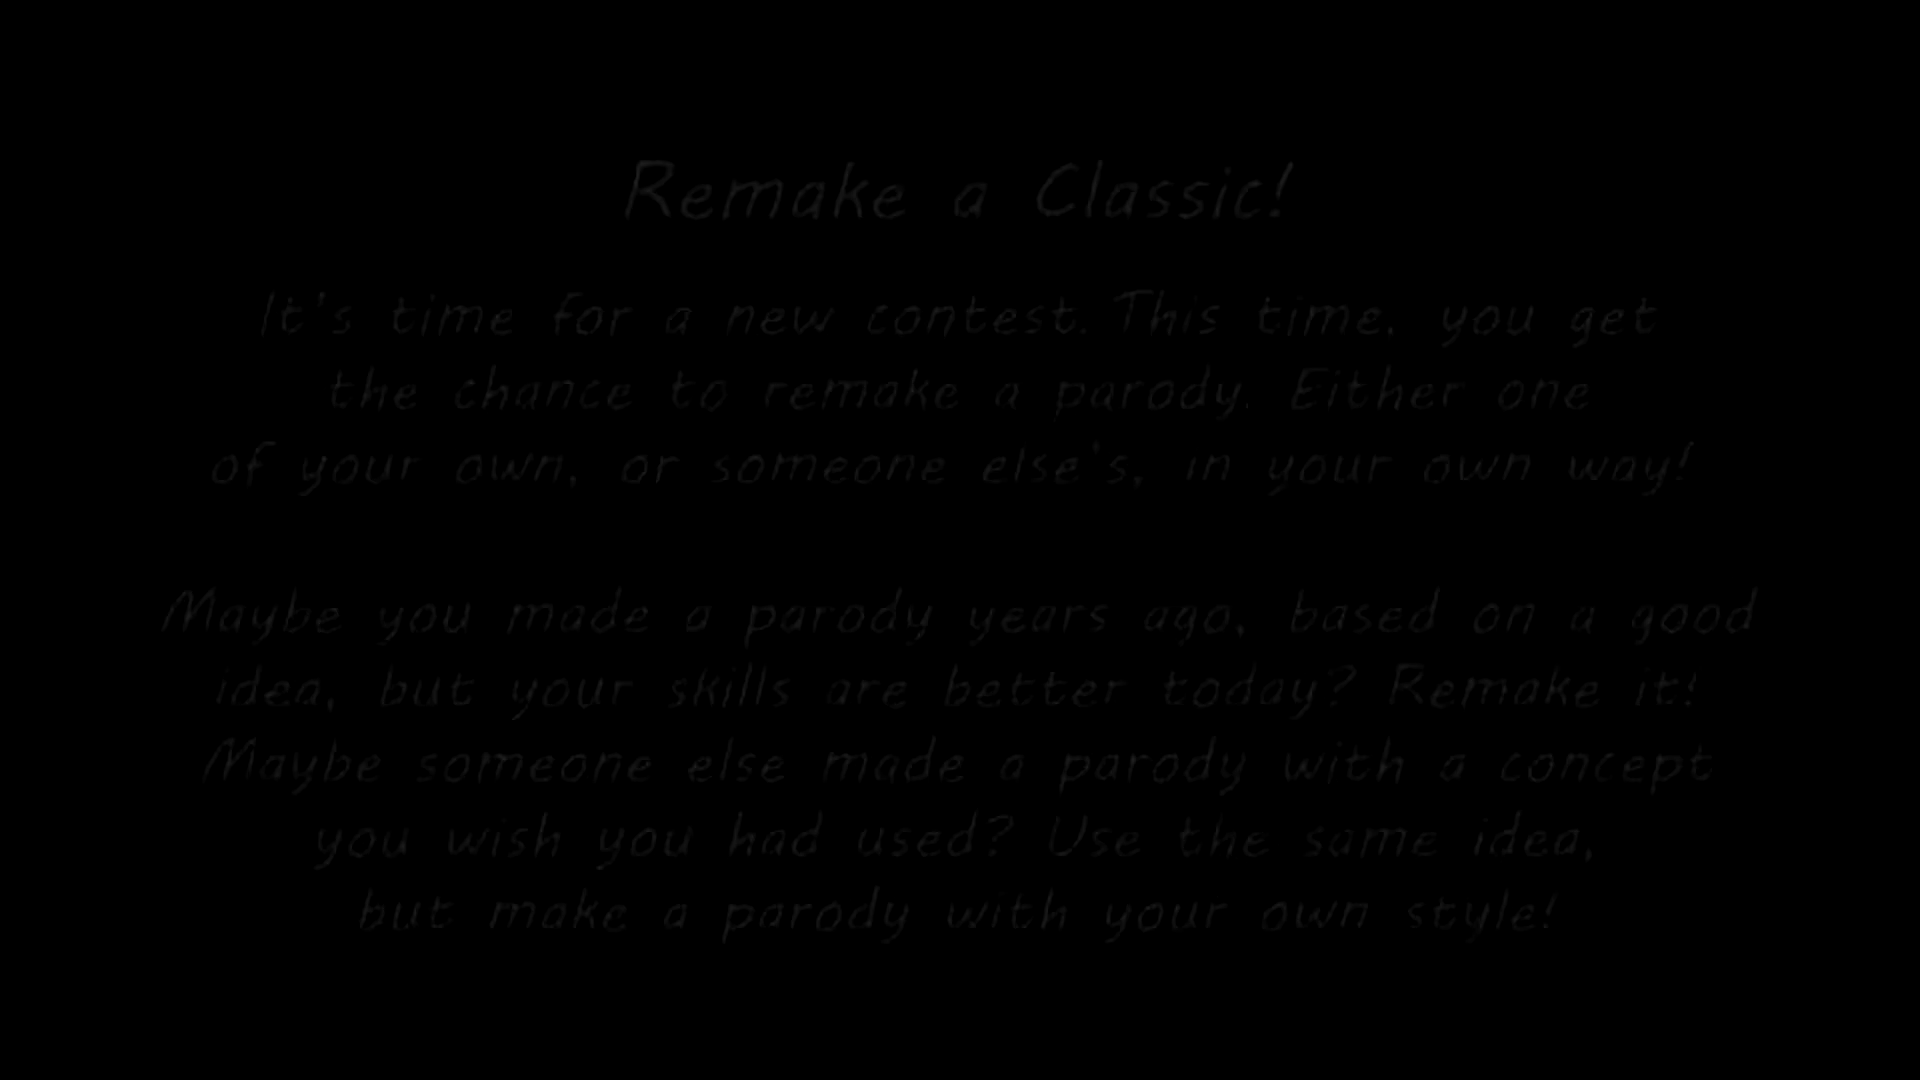 Remake a Classic!
It's time for a new contest. This time, you get
the chance to remake a parody. Either one
of your own, or someone else's, in your own way!
Maybe you made a parody years ago, based on a good
idea, but your skills are better today? Remake it!
Maybe someone else made a parody with a concept
you wish you had used? Use the same idea,
but make a parody with your own style!